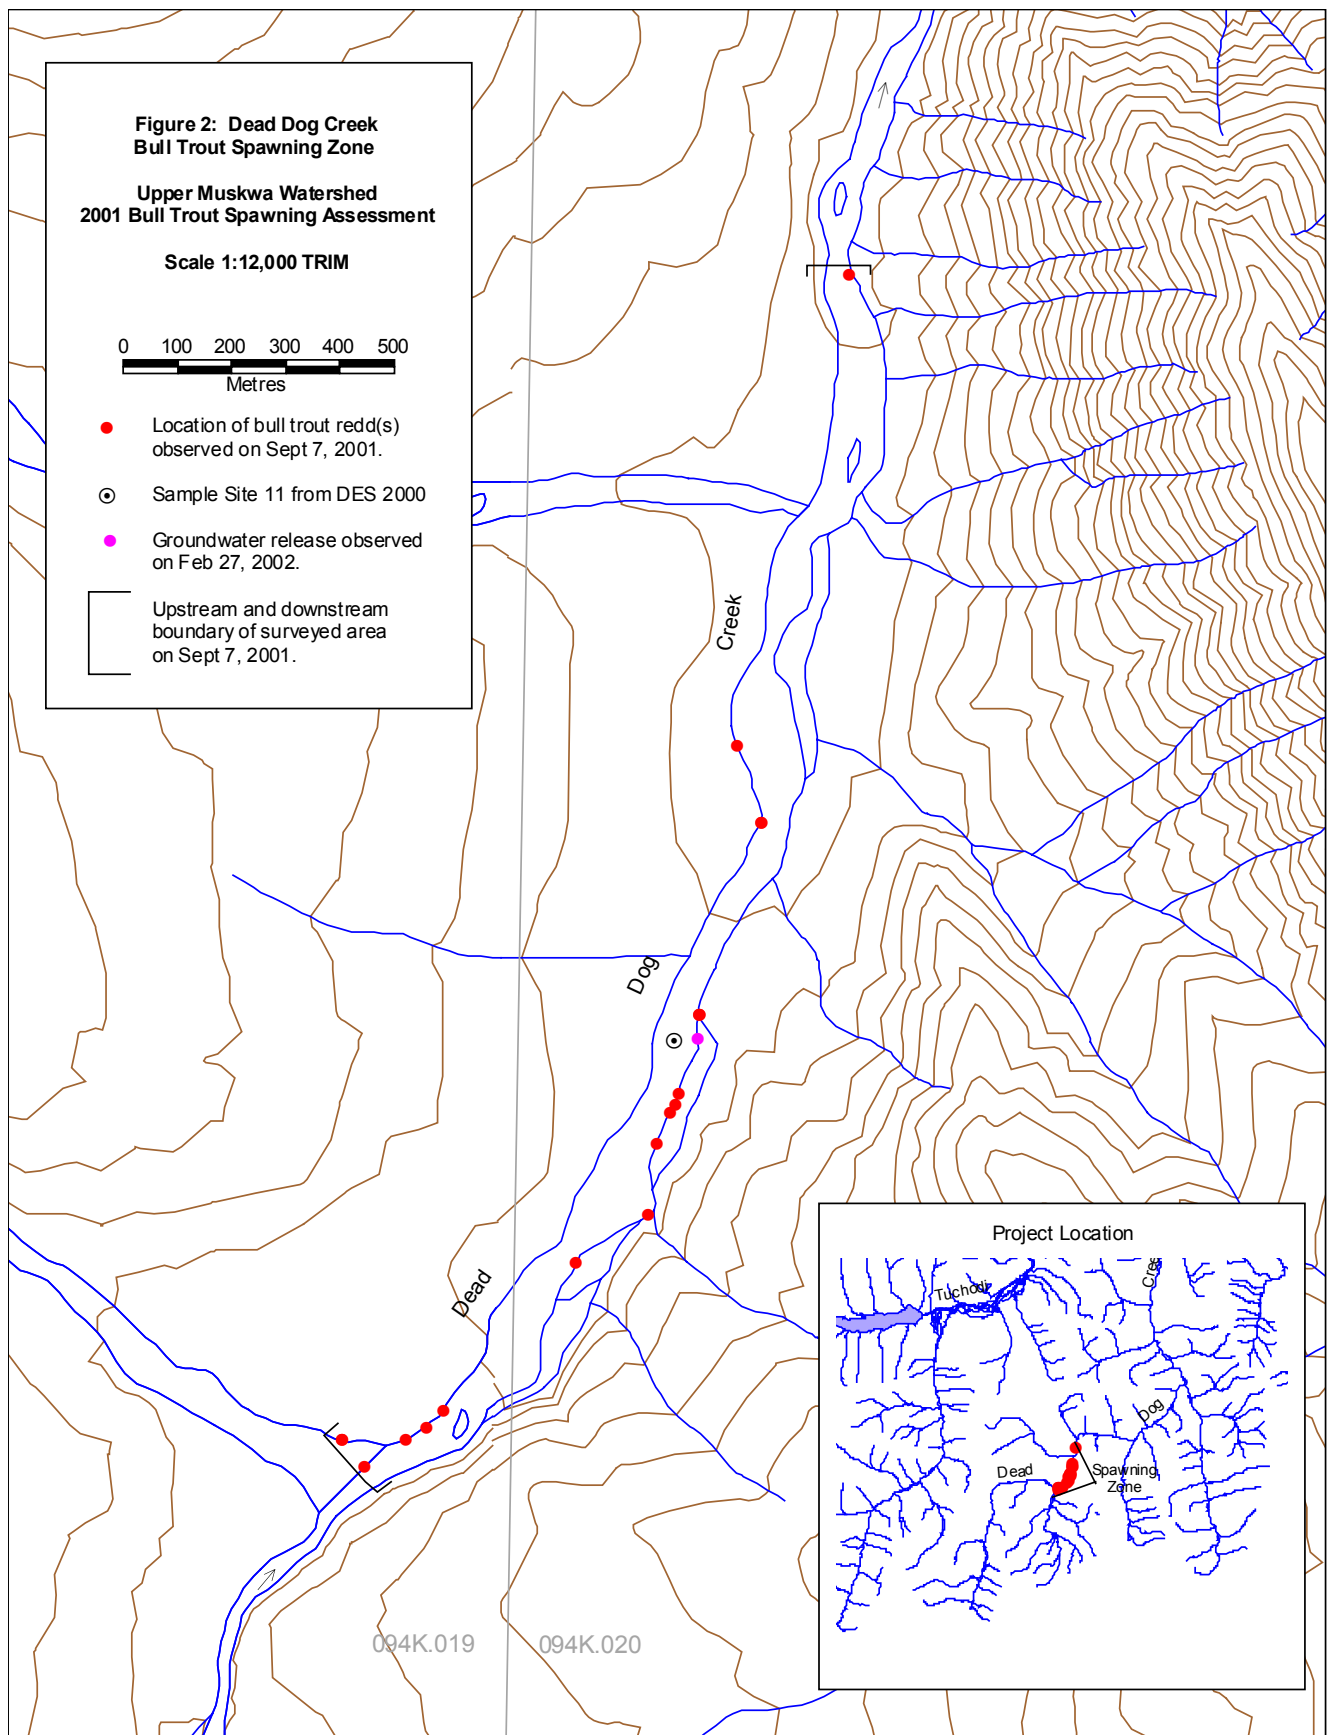 Figure 2: Dead Dog Creek
Bull Trout Spawning Zone
Upper Muskwa Watershed
2001 Bull Trout Spawning Assessment
Scale 1:12,000 TRIM
0 100 200 300 400 500
Metres
Location of bull trout redd(s)
observed on Sept 7, 2001.
Sample Site 11 from DES 2000
Groundwater release observed
on Feb 27, 2002.
Upstream and downstream
boundary of surveyed area
on Sept 7, 2001.
Creek
Dog
Dead
094K.019
094K.020
Project Location
Tuchodi
Cree
Dog
Dead
Spawning
Zone